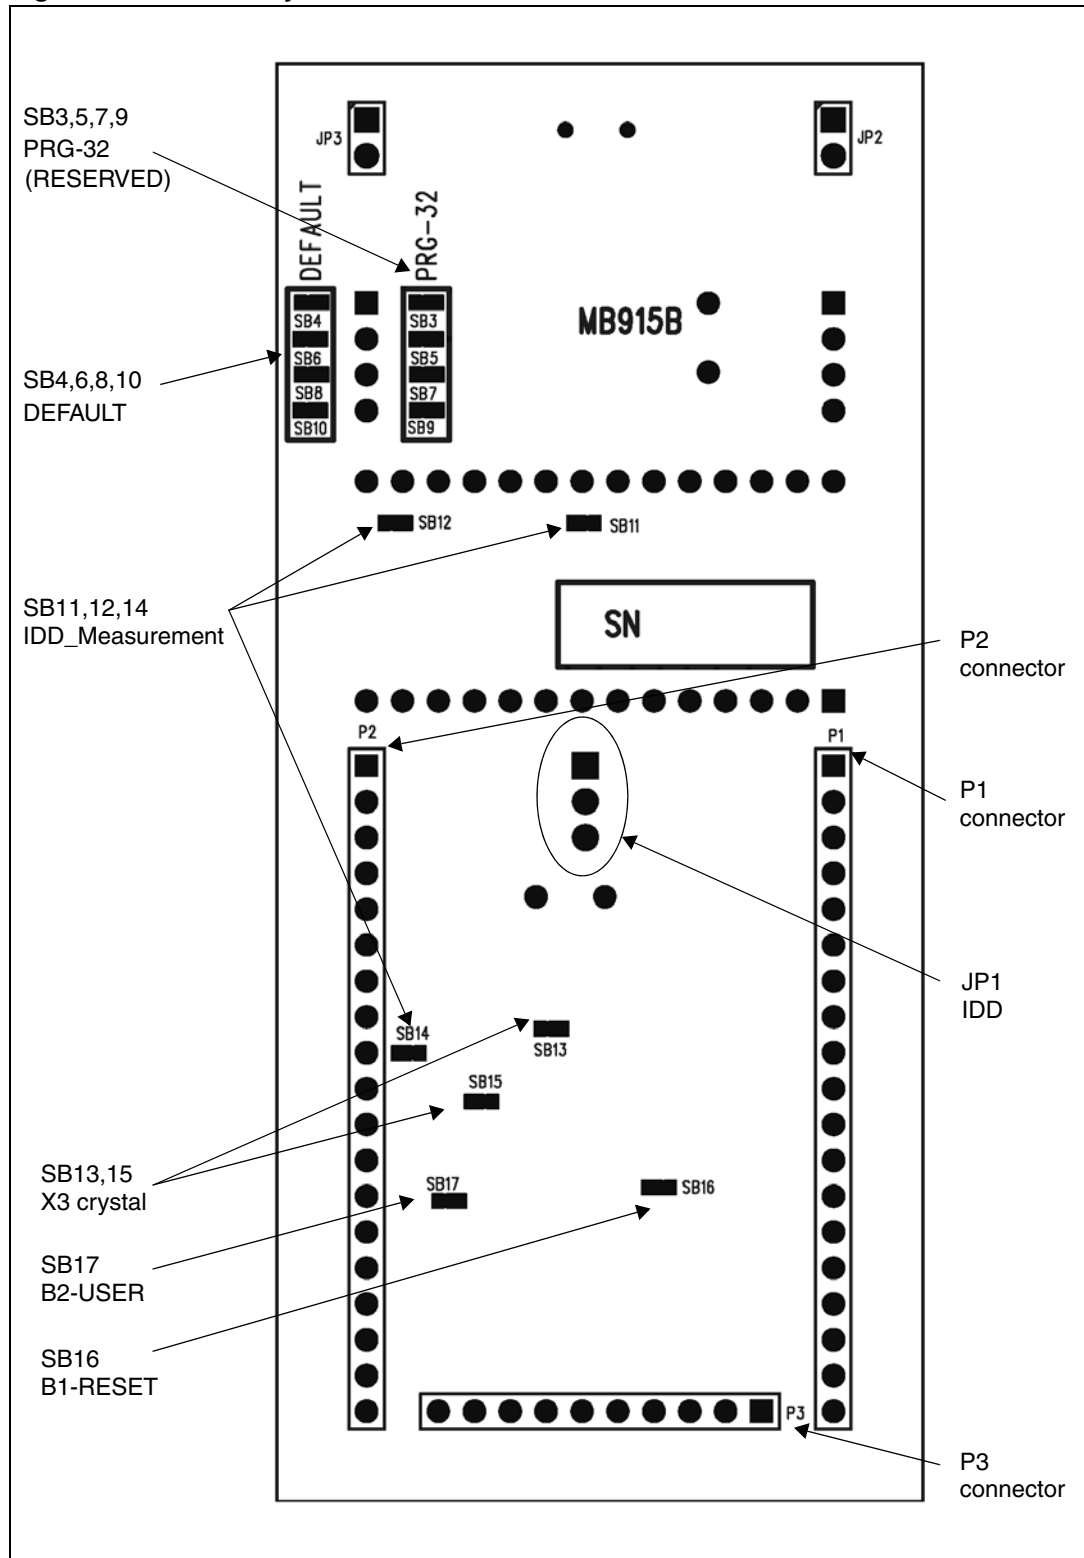 SB3,5,7,9
PRG-32
(RESERVED)
JP3
JP2
DEFAULT
PRG-32
SB4
SB6
SB8
SB10
SB3
SB5
SB7
SB9
MB915B
SB4,6,8,10
DEFAULT
SB12
SB11
SB11,12,14
IDD_Measurement
SN
P2
connector
P2
P1
P1
connector
JP1
IDD
SB14
SB13
SB15
SB13,15
X3 crystal
SB17
SB16
SB17
B2-USER
SB16
B1-RESET
P3
P3
connector